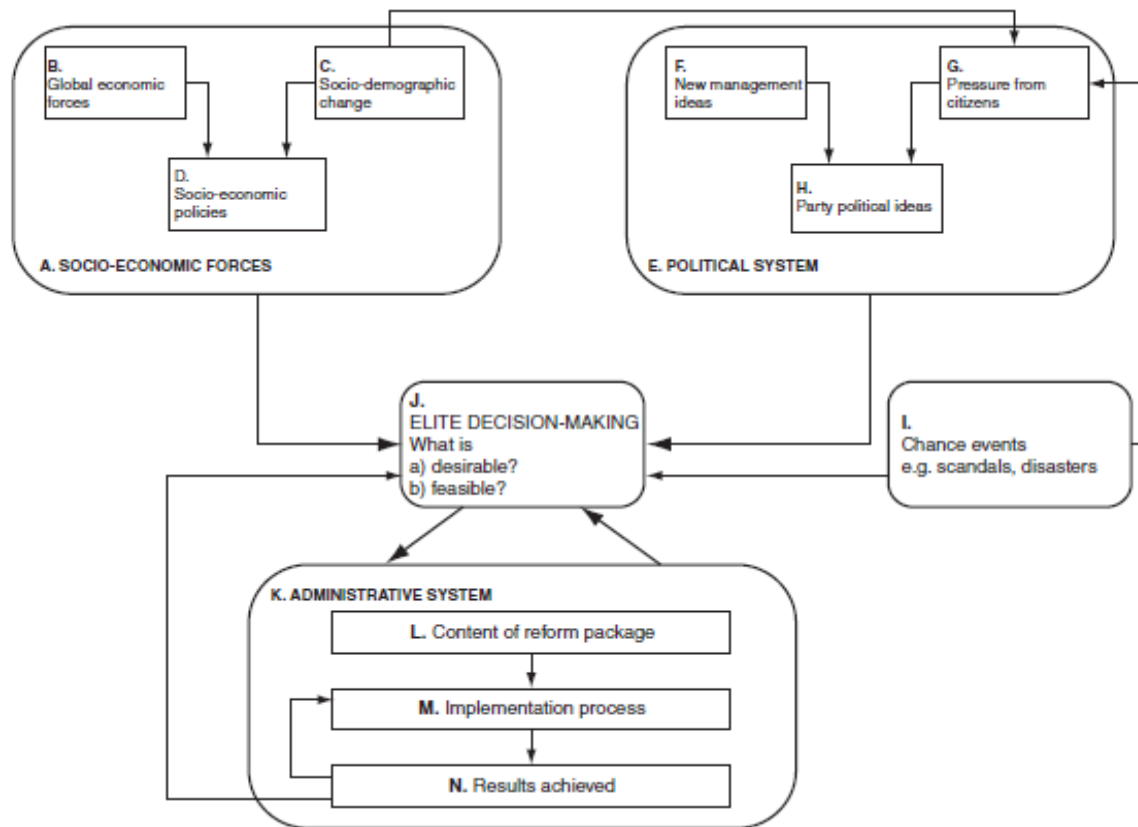 B.
Global economic
forces
C.
Socio-demographic
change
D.
Socio-economic
policies
A. SOCIO-ECONOMIC FORCES
F.
New management
ideas
G.
Pressure from
citizens
H.
Party political ideas
E. POLITICAL SYSTEM
J.
ELITE DECISION-MAKING
What is
a) desirable?
b) feasible?
I.
Chance events
e.g. scandals, disasters
K. ADMINISTRATIVE SYSTEM
L. Content of reform package
M. Implementation process
N. Results achieved